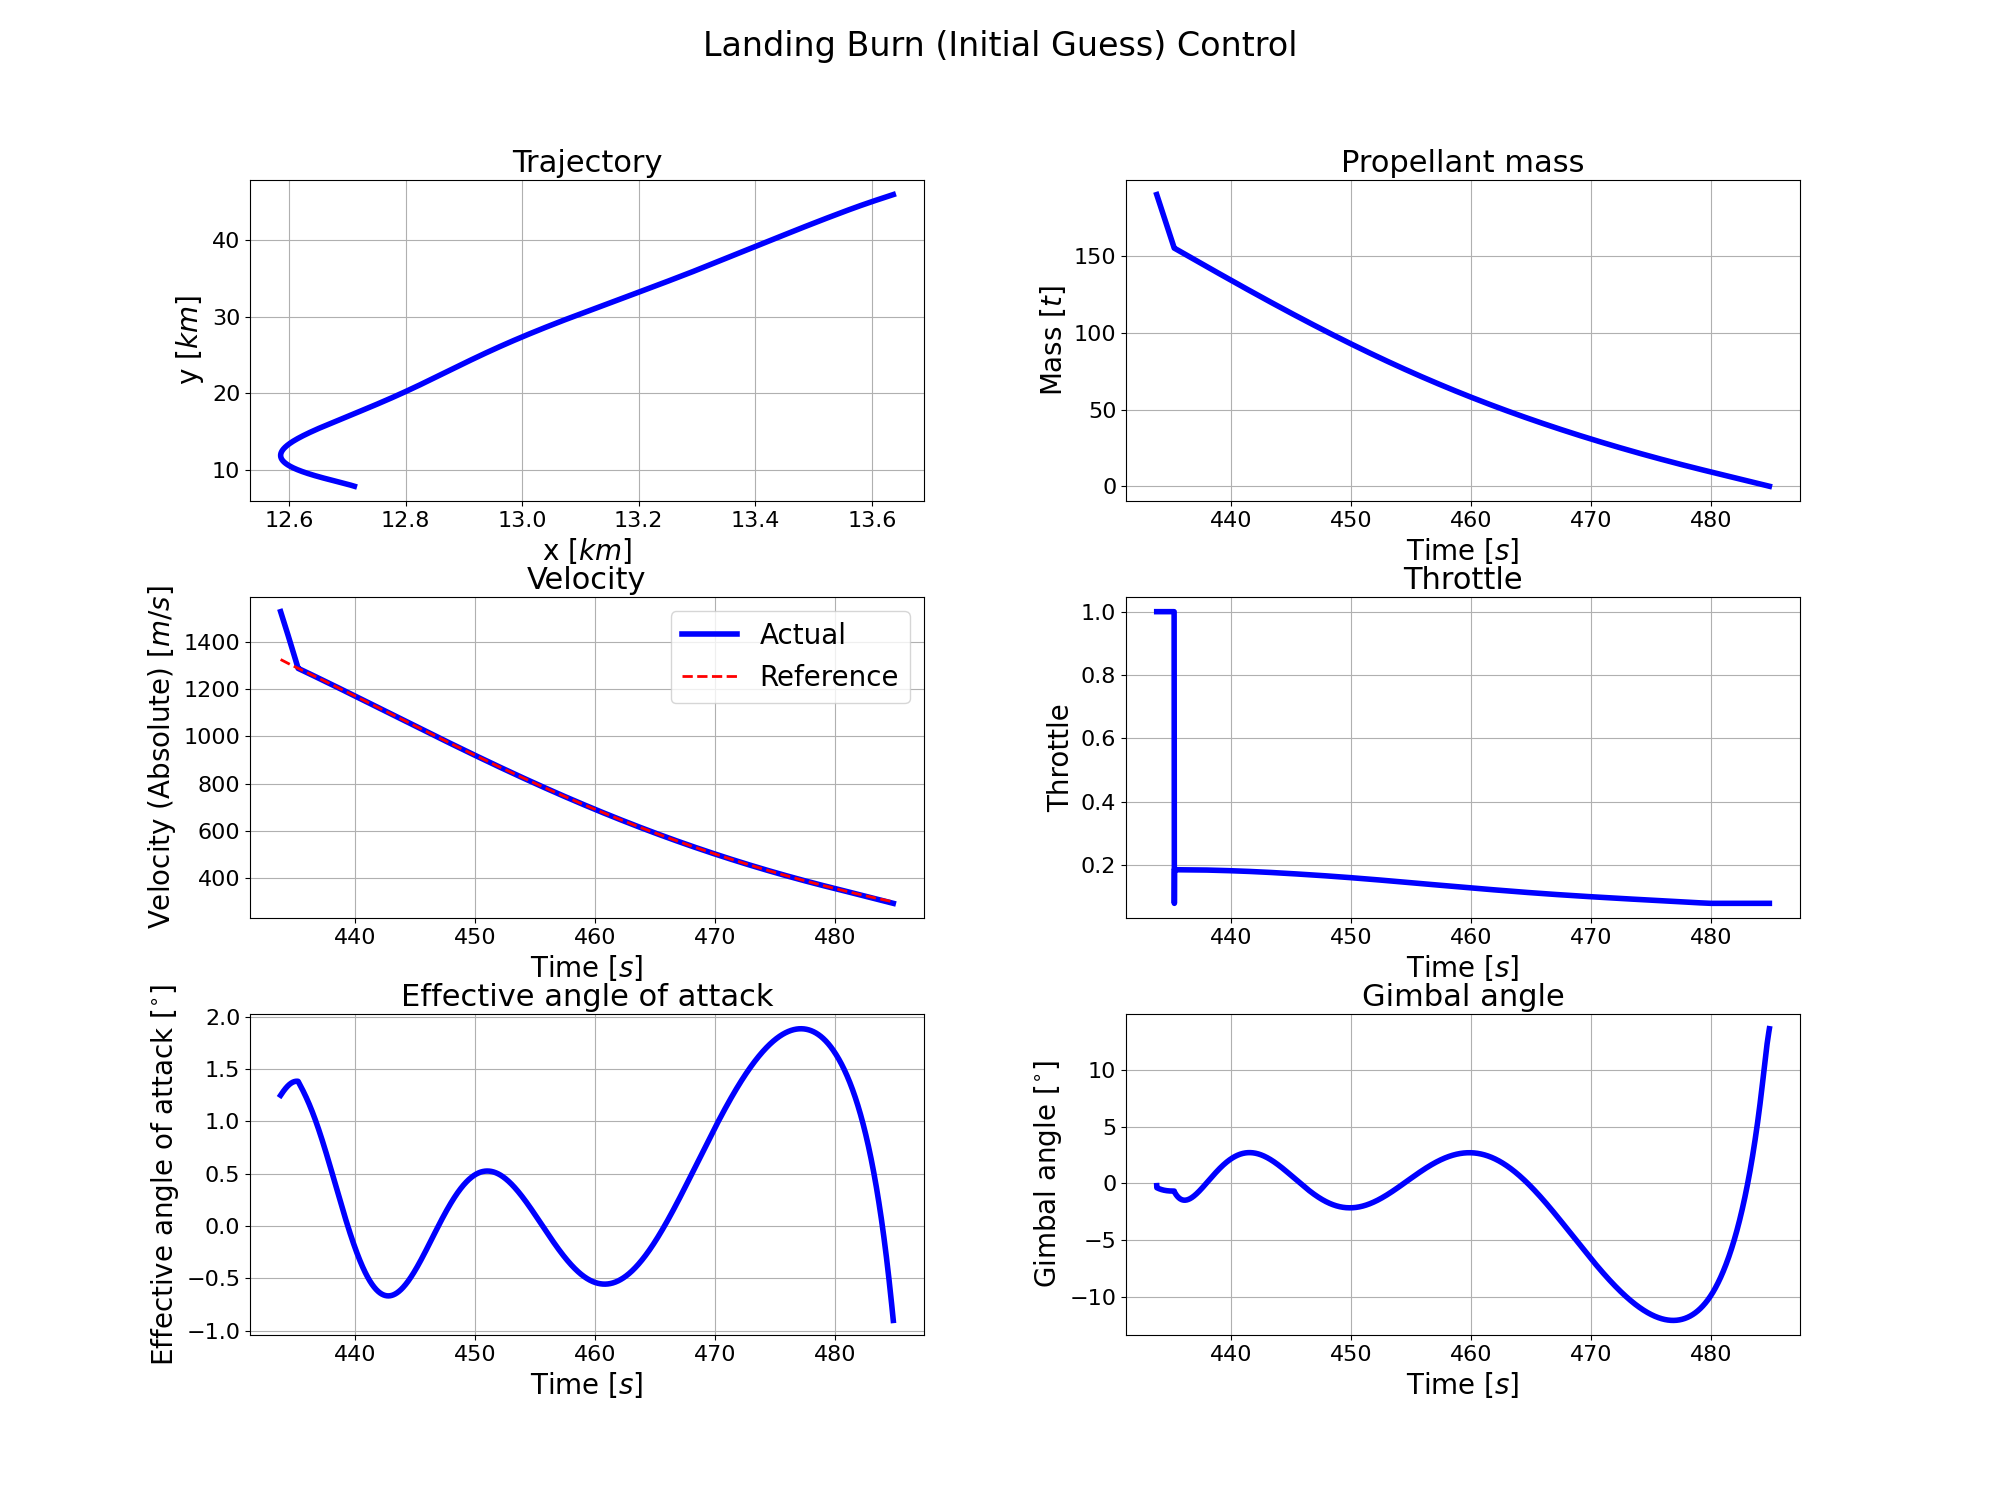 Landing Burn (Initial Guess) Control
Trajectory
y [km]
40
30
20
10
12.6 12.8 13.0 13.2 13.4 13.6
x [km]
Propellant mass
Mass [t]
150
100
50
0
440 450 460 470 480
Time [s]
Velocity
Velocity (Absolute) [m/s]
1400
1200
1000
800
600
400
Actual
Reference
440 450 460 470 480
Time [s]
Throttle
Throttle
1.0
0.8
0.6
0.4
0.2
440 450 460 470 480
Time [s]
Effective angle of attack
Effective angle of attack [°]
2.0
1.5
1.0
0.5
0.0
−0.5
−1.0
440 450 460 470 480
Time [s]
Gimbal angle
Gimbal angle [°]
10
5
0
−5
−10
440 450 460 470 480
Time [s]